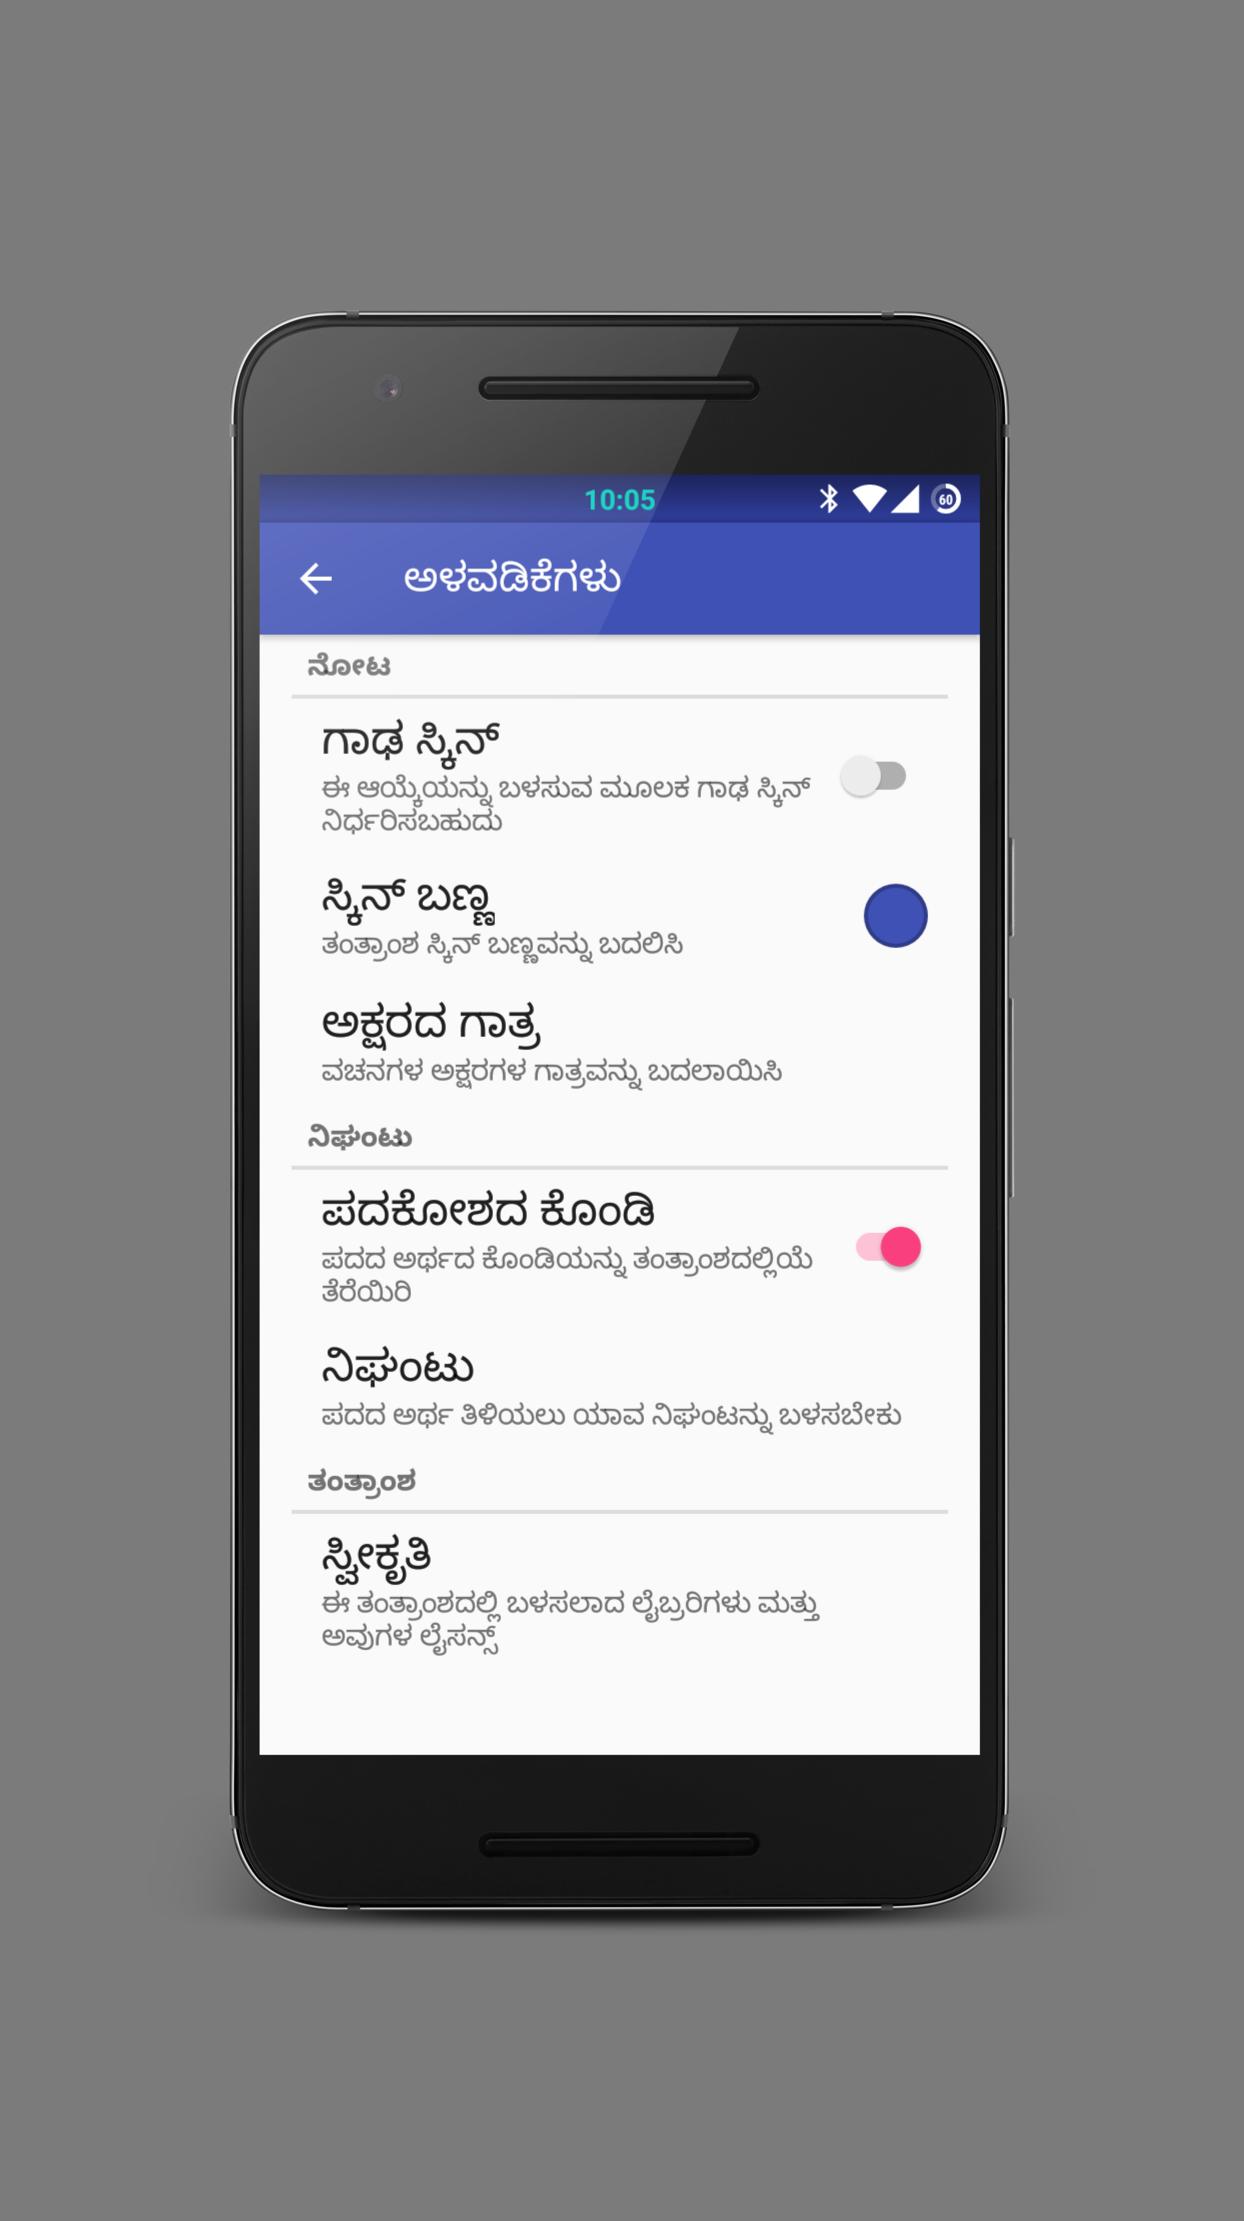 10:05
60
ಅಳವಡಿಕೆಗಳು
ನೋಟ
ಗಾಢ ಸ್ಕಿನ್
ಈ ಆಯ್ಕೆಯನ್ನು ಬಳಸುವ ಮೂಲಕ ಗಾಢ ಸ್ಕಿನ್
ನಿರ್ಧರಿಸಬಹುದು
ಸ್ಕಿನ್ ಬಣ್ಣ
ತಂತ್ರಾಂಶ ಸ್ಕಿನ್ ಬಣ್ಣವನ್ನು ಬದಲಿಸಿ
ಅಕ್ಷರದ ಗಾತ್ರ
ವಚನಗಳ ಅಕ್ಷರಗಳ ಗಾತ್ರವನ್ನು ಬದಲಾಯಿಸಿ
ನಿಘಂಟು
ಪದಕೋಶದ ಕೊಂಡಿ
ಪದದ ಅರ್ಥದ ಕೊಂಡಿಯನ್ನು ತಂತ್ರಾಂಶದಲ್ಲಿಯೆ
ತೆರೆಯಿರಿ
ನಿಘಂಟು
ಪದದ ಅರ್ಥ ತಿಳಿಯಲು ಯಾವ ನಿಘಂಟನ್ನು ಬಳಸಬೇಕು
ತಂತ್ರಾಂಶ
ಸ್ವೀಕೃತಿ
ಈ ತಂತ್ರಾಂಶದಲ್ಲಿ ಬಳಸಲಾದ ಲೈಬ್ರರಿಗಳು ಮತ್ತು
ಅವುಗಳ ಲೈಸನ್ಸ್